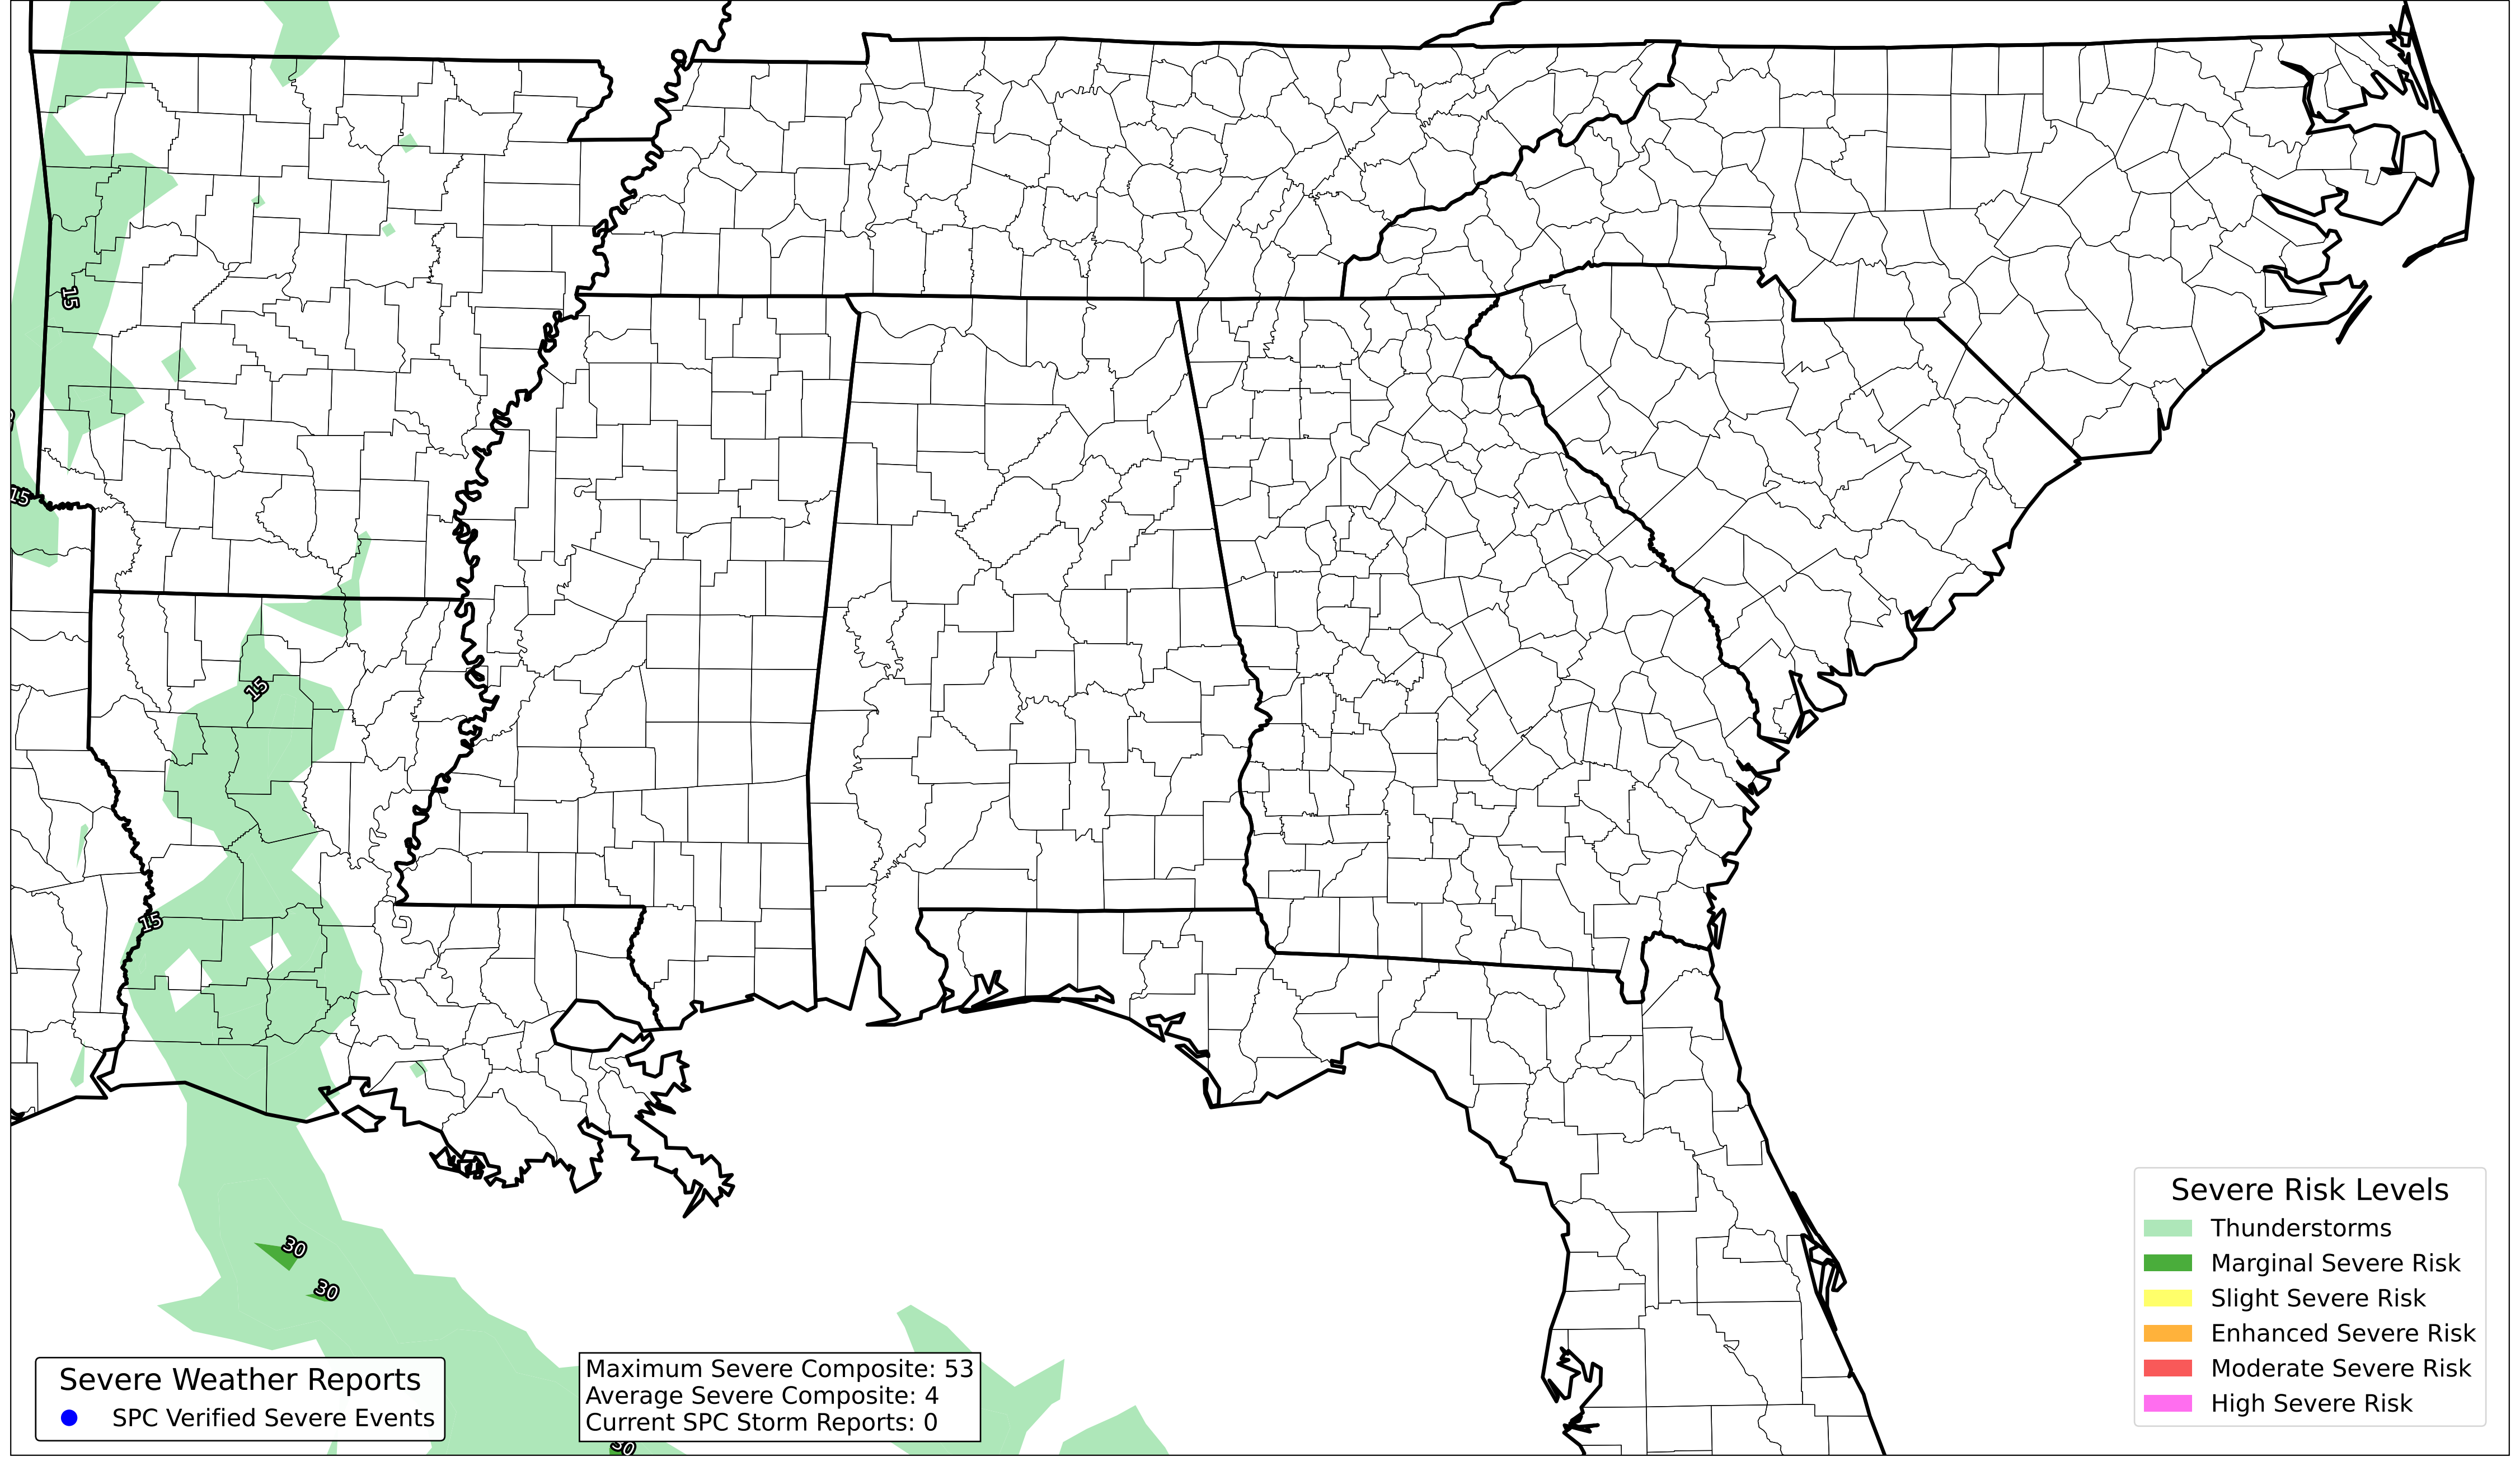 15
15
15
15
30
30
30
Severe Weather Reports
SPC Verified Severe Events
Maximum Severe Composite: 53
Average Severe Composite: 4
Current SPC Storm Reports: 0
Severe Risk Levels
Thunderstorms
Marginal Severe Risk
Slight Severe Risk
Enhanced Severe Risk
Moderate Severe Risk
High Severe Risk